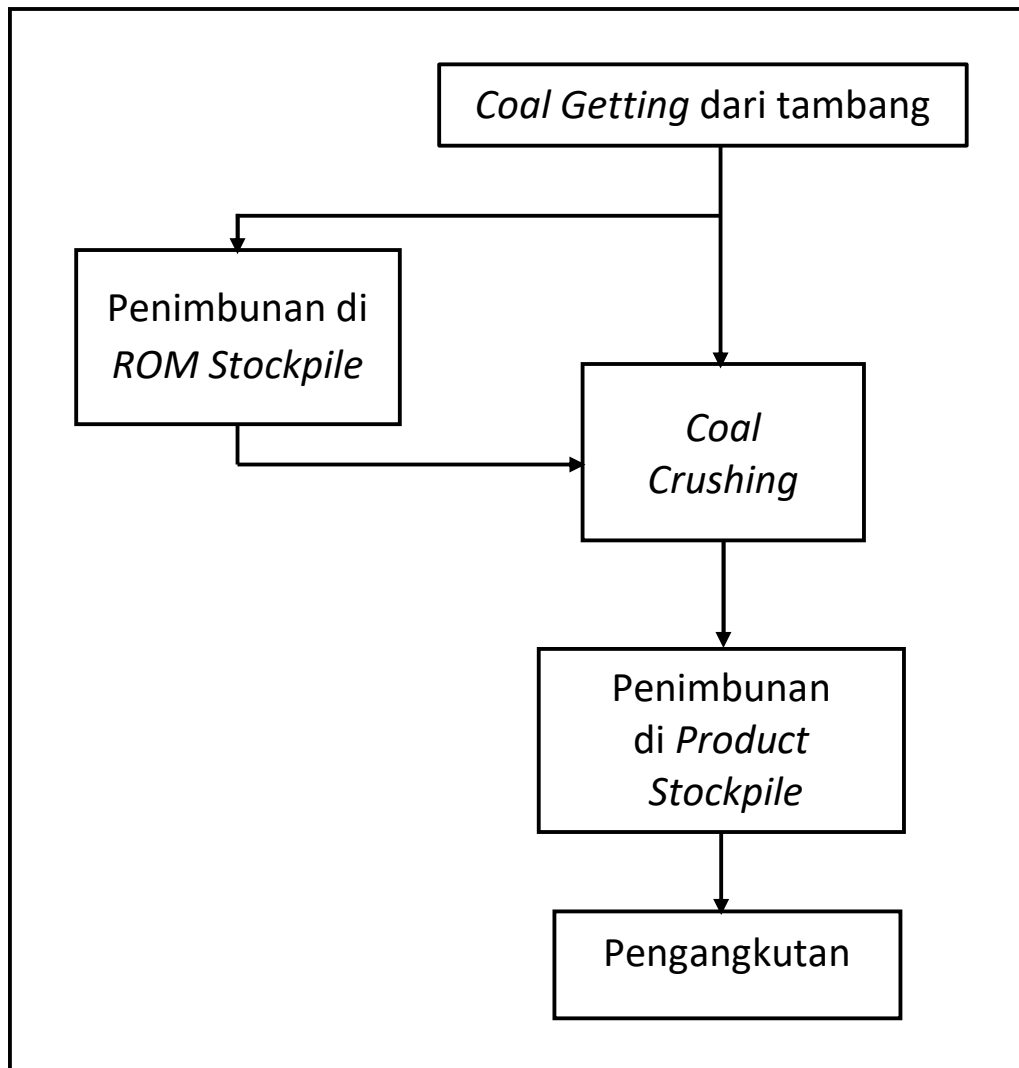 Coal Getting dari tambang
Penimbunan di
ROM Stockpile
Coal
Crushing
Penimbunan
di Product
Stockpile
Pengangkutan